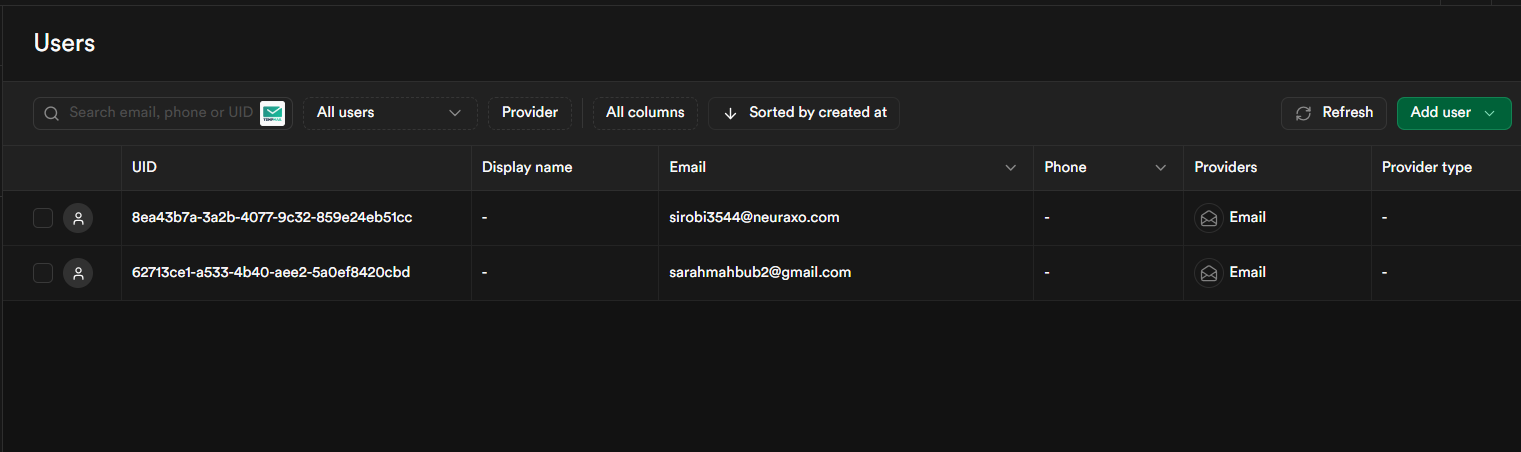 Users
Search email, phone or UID All users Provider All columns Sorted by created at Refresh Add user
UID Display name Email Phone Providers Provider type
8ea43b7a-3a2b-4077-9c32-859e24eb51cc - sirobi3544@neuraxo.com - Email -
62713ce1-a533-4b40-aee2-5a0ef8420cbd - sarahmahbub2@gmail.com - Email -